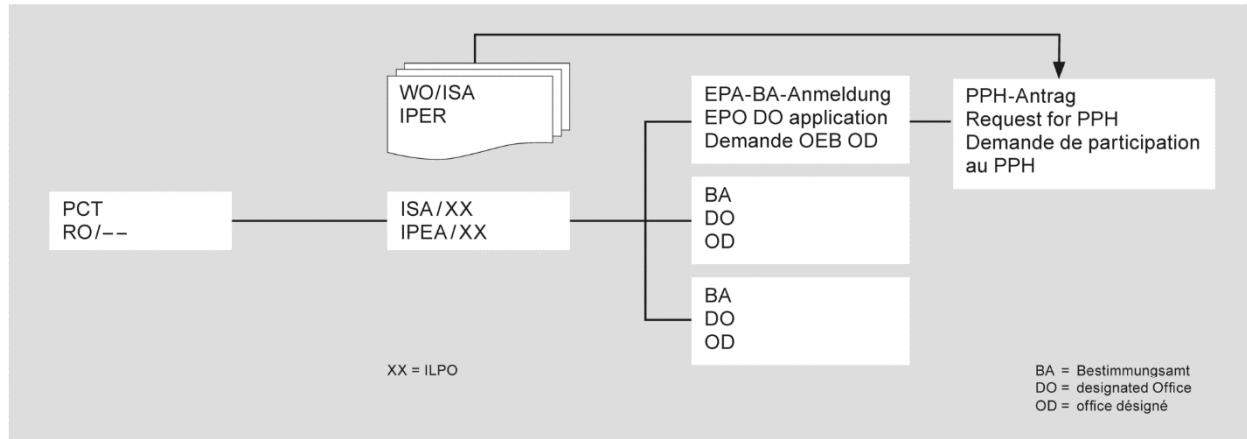 WO/ISA
IPER
EPA-BA-Anmeldung
EPO DO application
Demande OEB OD
PPH-Antrag
Request for PPH
Demande de participation
au PPH
PCT
RO/––
ISA/XX
IPEA/XX
BA
DO
OD
BA
DO
OD
XX = ILPO
BA = Bestimmungsamt
DO = designated Office
OD = office désigné